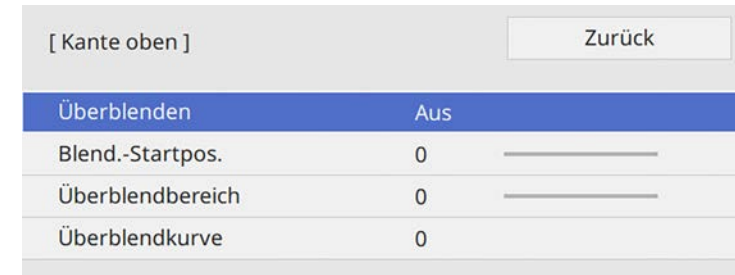 [ Kante oben ] Zurück
Überblenden Aus
Blend.-Startpos. 0
Überblendbereich 0
Überblendkurve 0